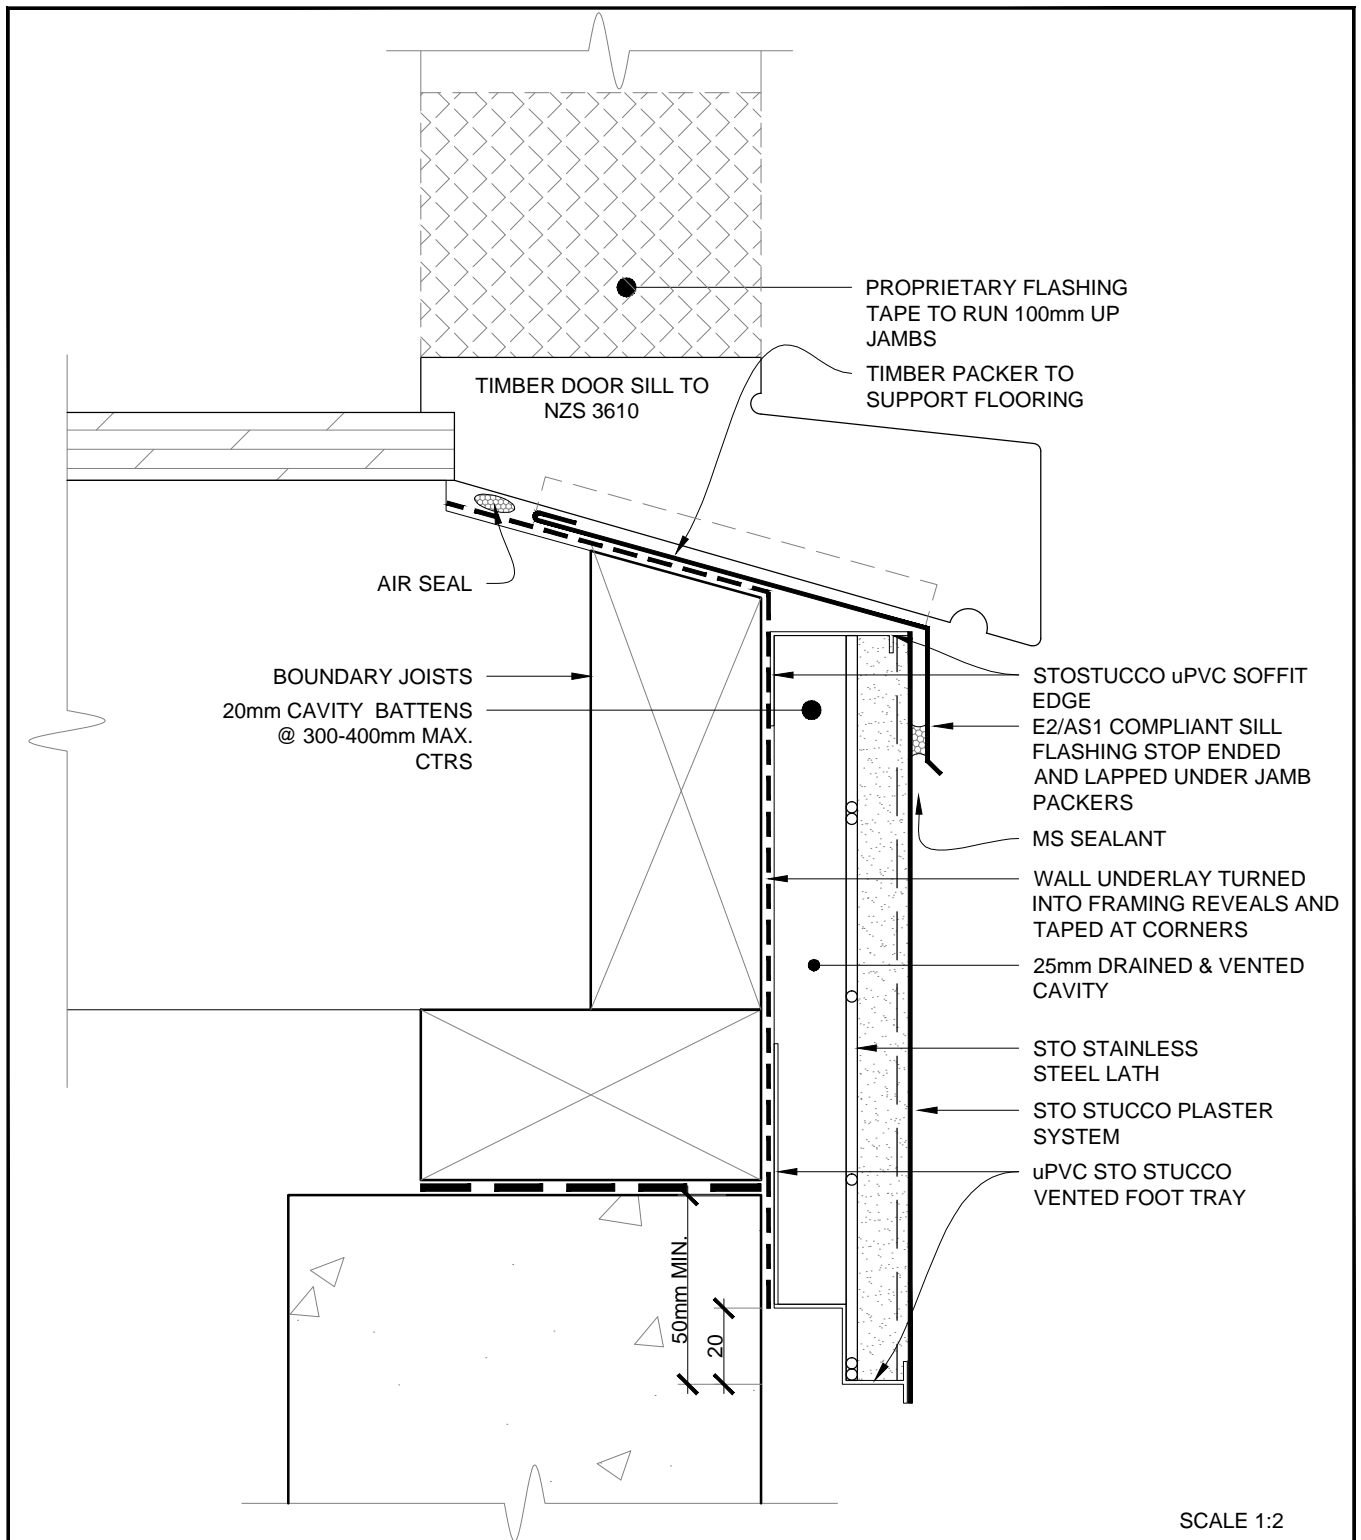 PROPRIETARY FLASHING
TAPE TO RUN 100mm UP
JAMBS
TIMBER DOOR SILL TO
NZS 3610
TIMBER PACKER TO
SUPPORT FLOORING
AIR SEAL
BOUNDARY JOISTS
20mm CAVITY BATTENS
@ 300-400mm MAX.
CTRS
STOSTUCCO uPVC SOFFIT
EDGE
E2/AS1 COMPLIANT SILL
FLASHING STOP ENDED
AND LAPPED UNDER JAMB
PACKERS
MS SEALANT
WALL UNDERLAY TURNED
INTO FRAMING REVEALS AND
TAPED AT CORNERS
25mm DRAINED & VENTED
CAVITY
STO STAINLESS
STEEL LATH
STO STUCCO PLASTER
SYSTEM
uPVC STO STUCCO
VENTED FOOT TRAY
50mm MIN.
20
SCALE 1:2